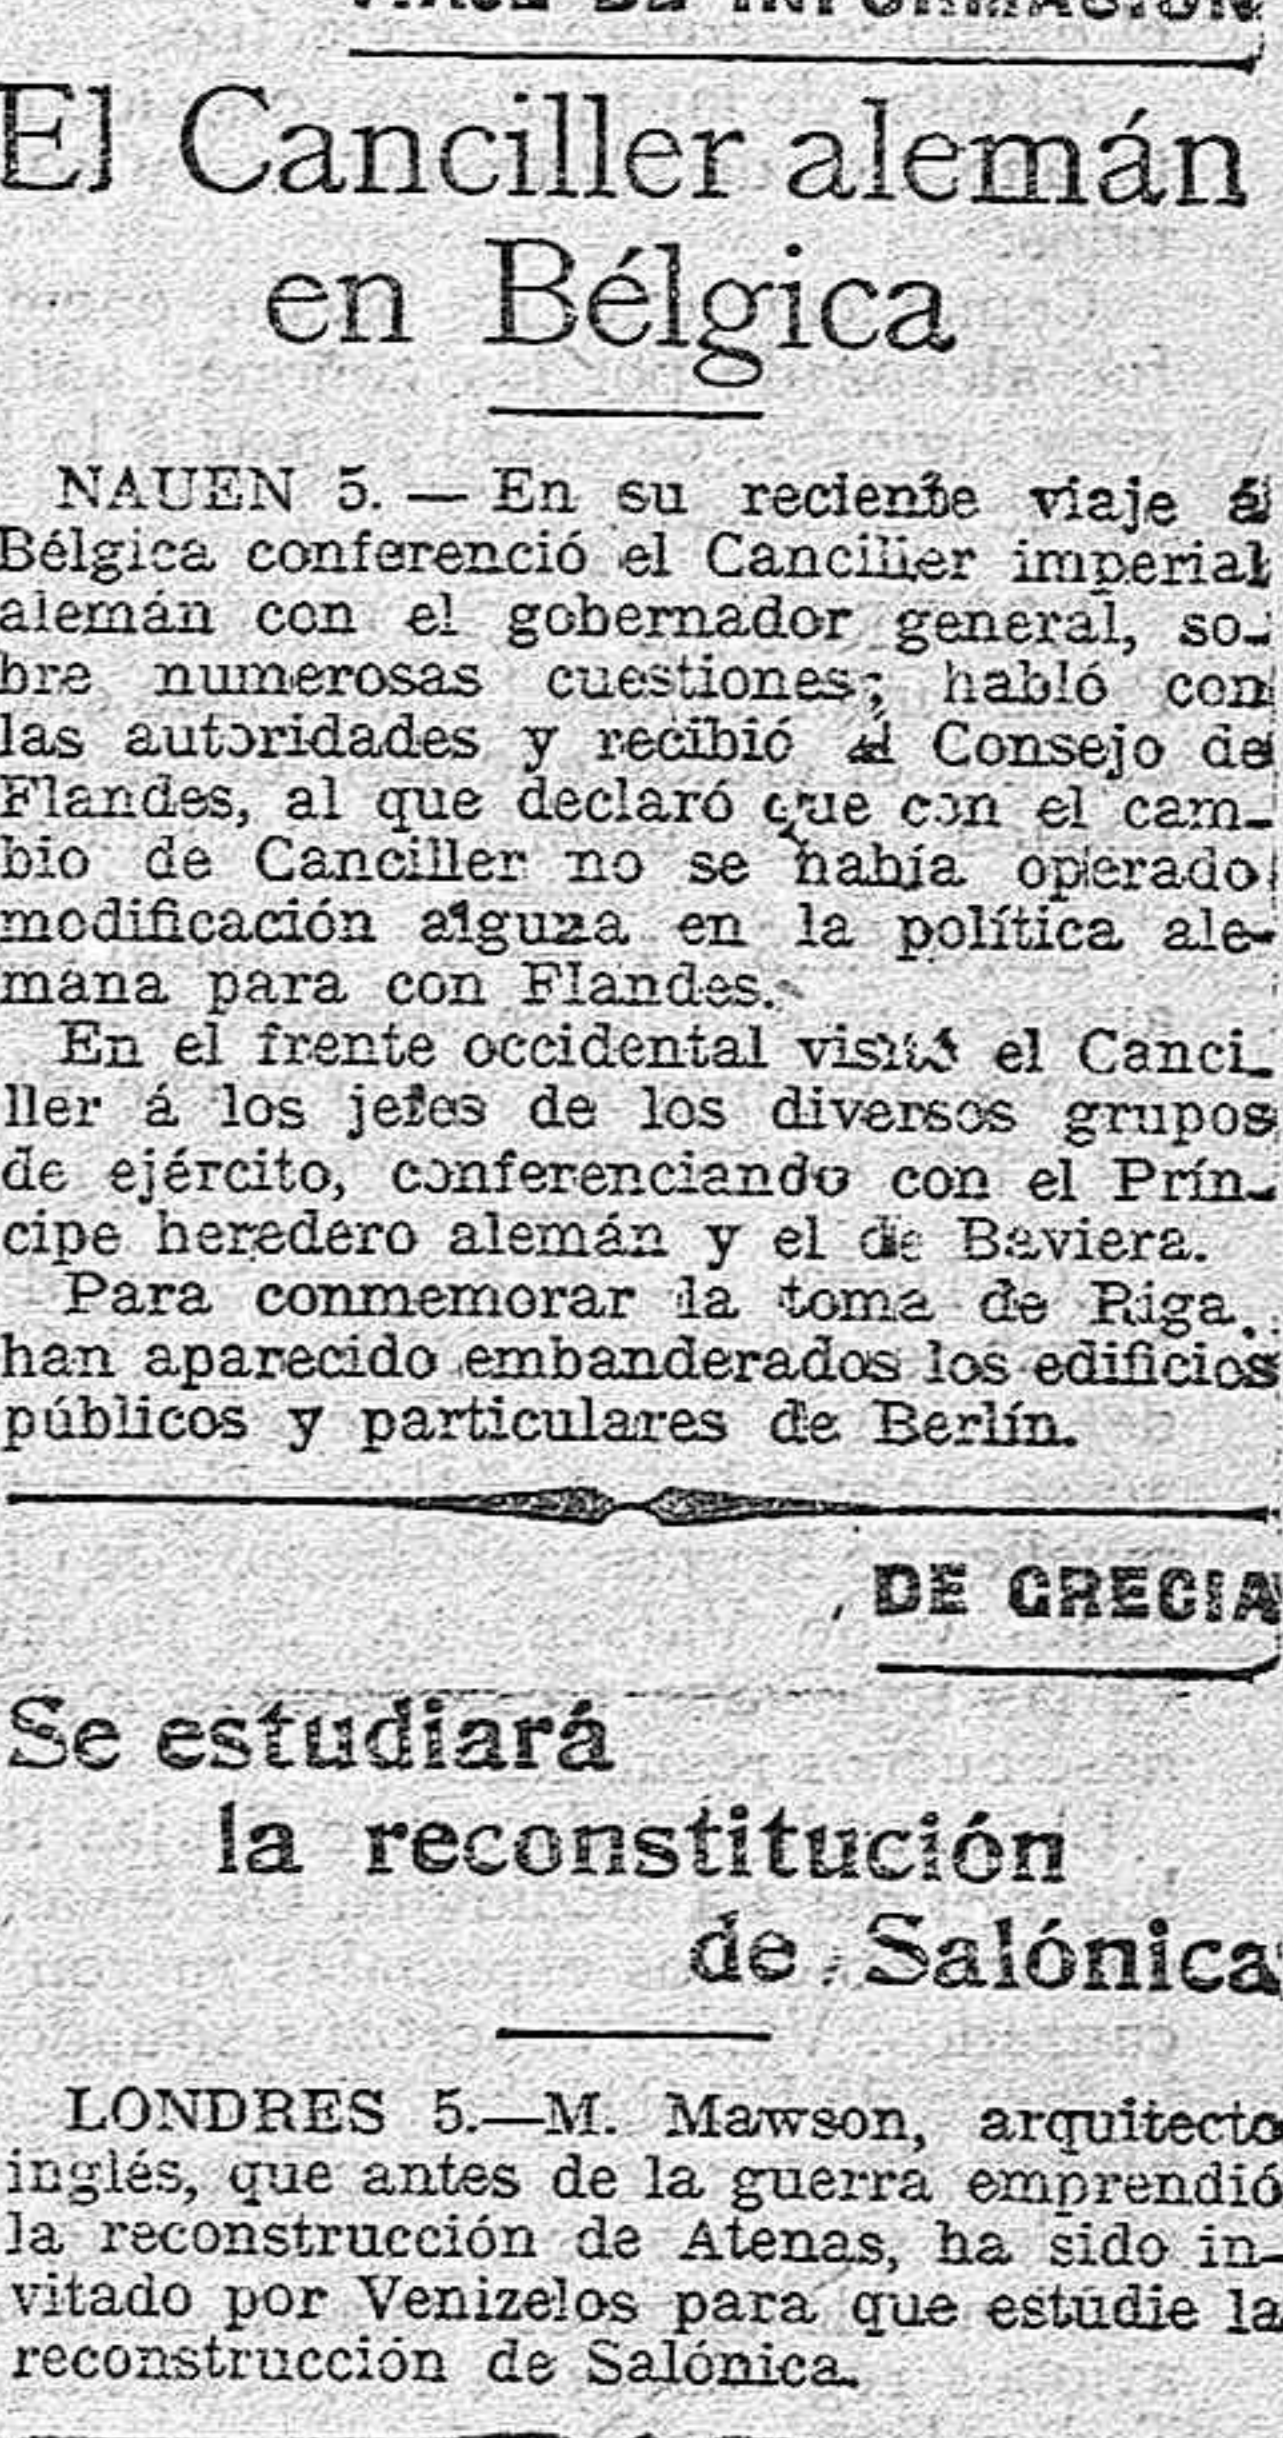 VIAJE DE INFORMACIÓN
El Canciller alemán
en Bélgica
NAUEN 5. — En su reciente viaje á
Bélgica conferenció el Canciller imperial
alemán con el gobernador general, so-
bre numerosas cuestiones; habló con
las autoridades y recibió al Consejo de
Flandes, al que declaró que con el cam-
bio de Canciller no se había operado
modificación alguna en la política ale-
mana para con Flandes.
En el frente occidental visitó el Canci-
ller á los jefes de los diversos grupos
de ejército, conferenciando con el Prín-
cipe heredero alemán y el de Baviera.
Para conmemorar la toma de Riga,
han aparecido embanderados los edificios
públicos y particulares de Berlín.
DE GRECIA
Se estudiará
la reconstitución
de Salónica
LONDRES 5.—M. Mawson, arquitecto
inglés, que antes de la guerra emprendió
la reconstrucción de Atenas, ha sido in-
vitado por Venizelos para que estudie la
reconstrucción de Salónica.